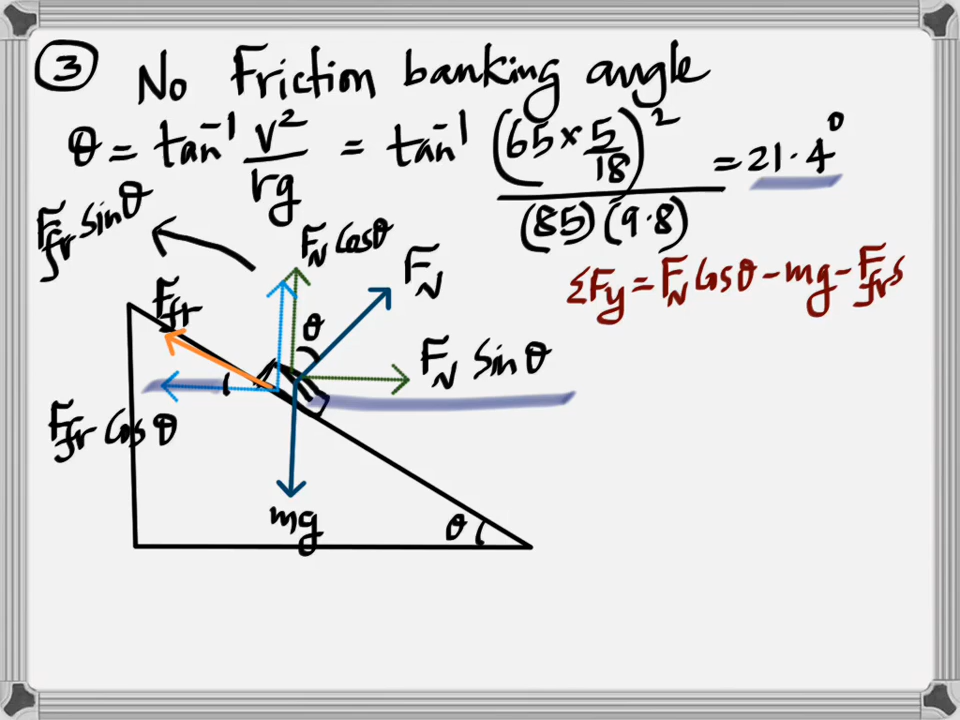 3 No Friction banking angle
θ = tan⁻¹ v²/rg = tan⁻¹ (65 × 5/18)²/(85)(9.8) = 21.4°
F_fr sinθ
F_N cosθ
F_N
ΣF_y = F_N Cosθ - mg - F_fr s
F_fr
θ
F_N Sinθ
F_fr Cosθ
mg
θ